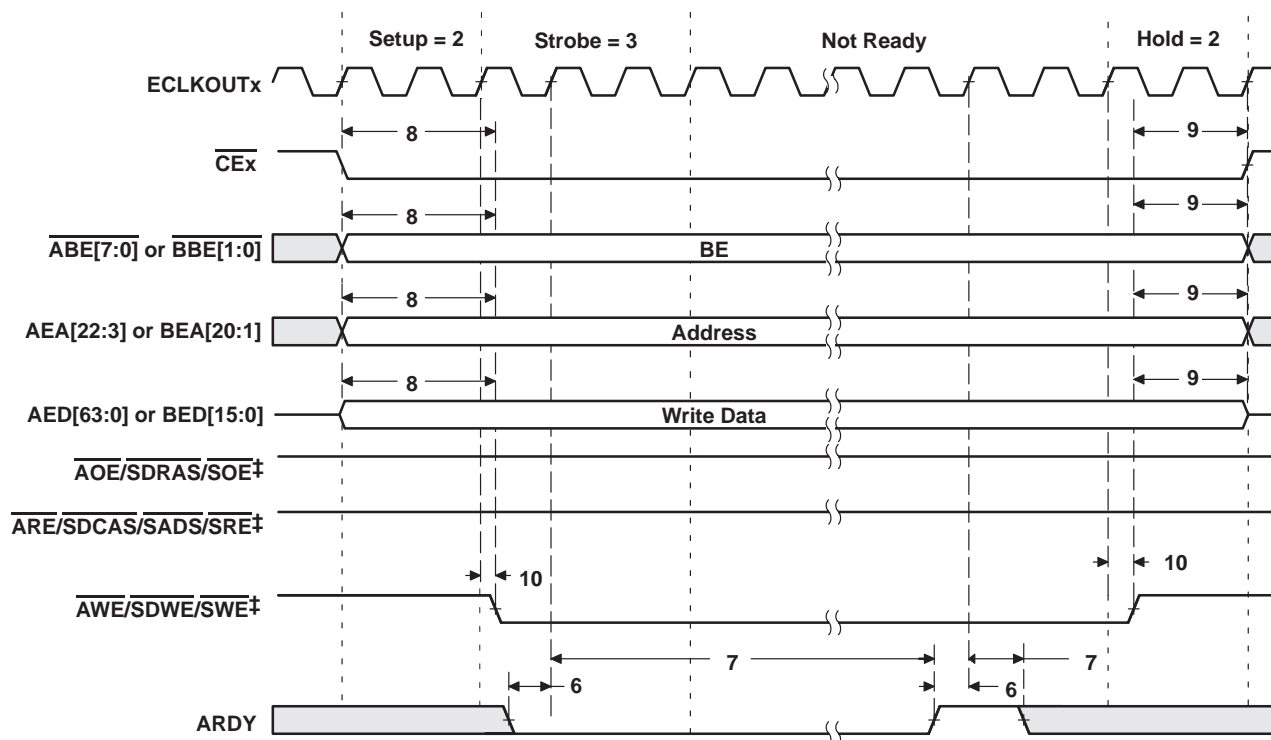 Setup = 2 Strobe = 3 Not Ready Hold = 2
ECLKOUTx
8 9
CEx
8 9
ABE[7:0] or BBE[1:0] BE
8 9
AEA[22:3] or BEA[20:1] Address
8 9
AED[63:0] or BED[15:0] Write Data
AOE/SDRAS/SOE‡
ARE/SDCAS/SADS/SRE‡
10 10
AWE/SDWE/SWE‡
7 7
6 6
ARDY